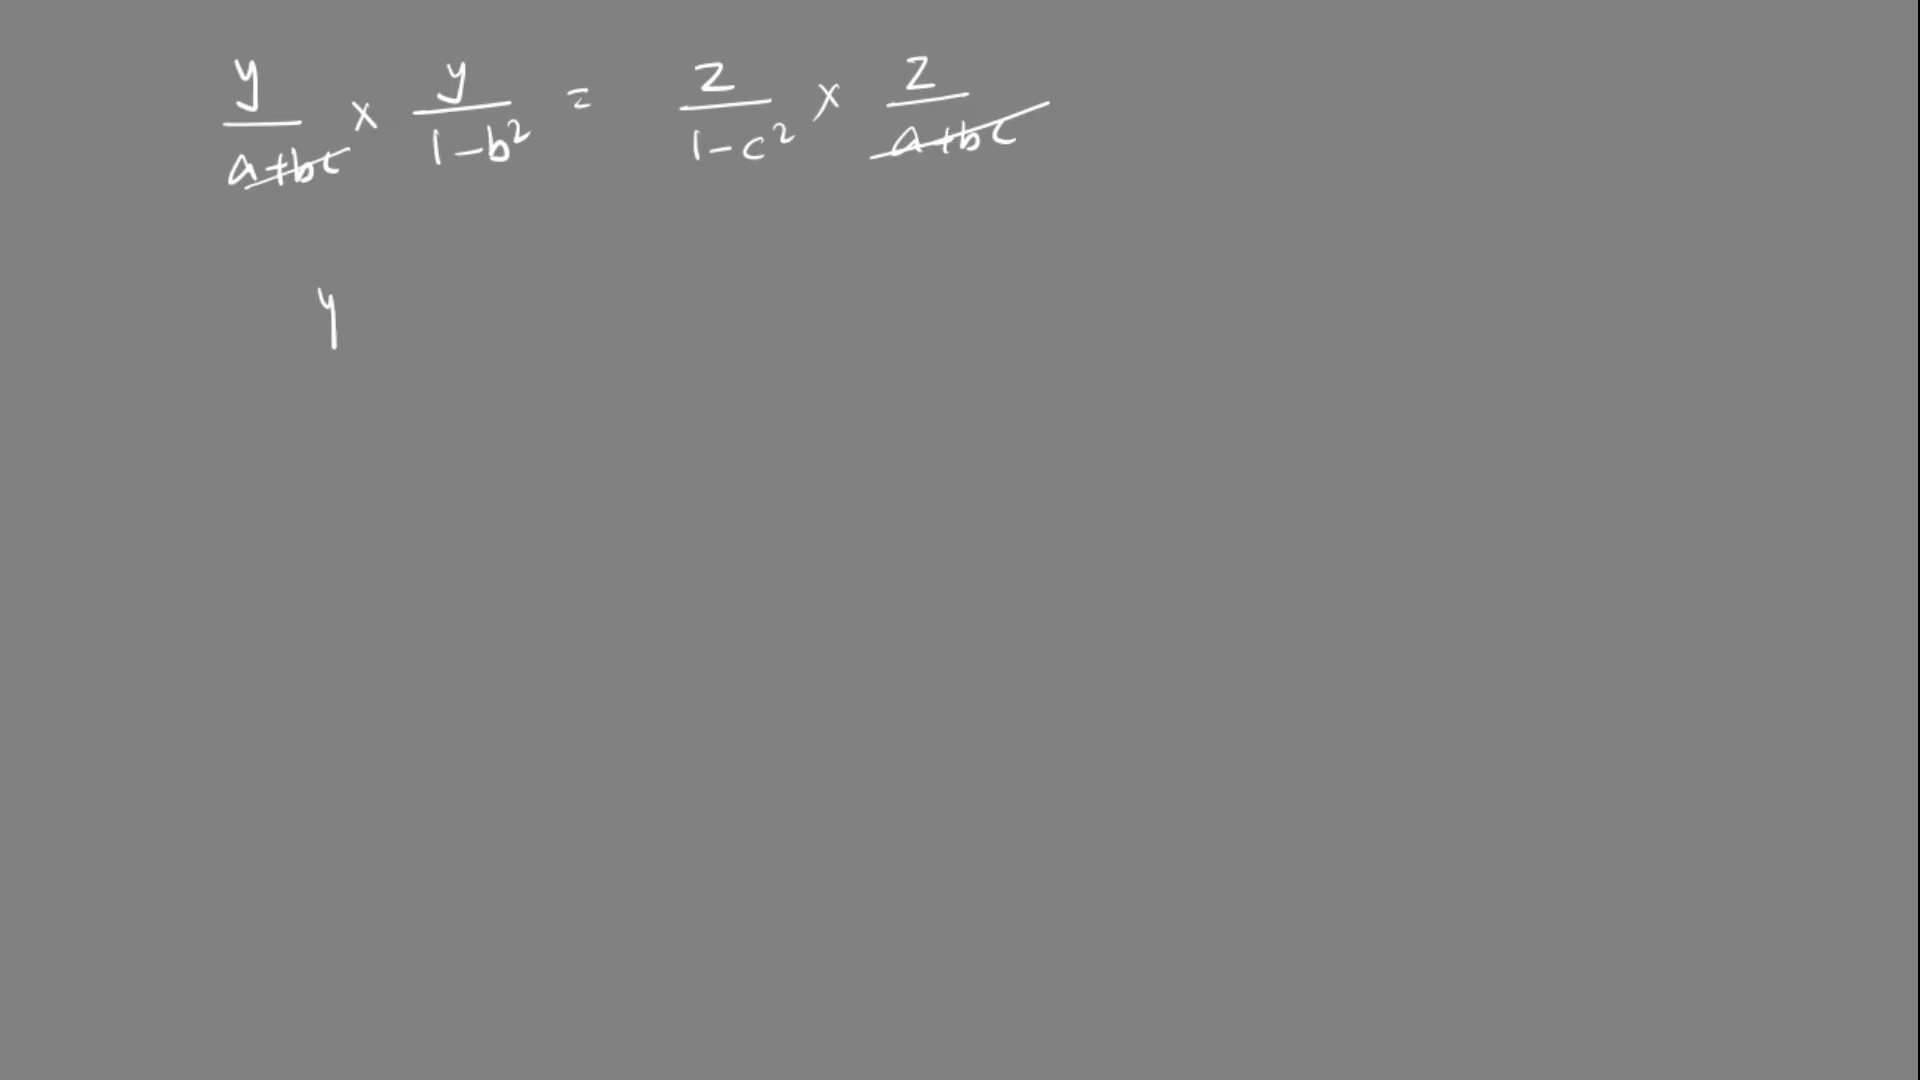 y/a+bc × y/1-b² = z/1-c² × z/a+bc
y